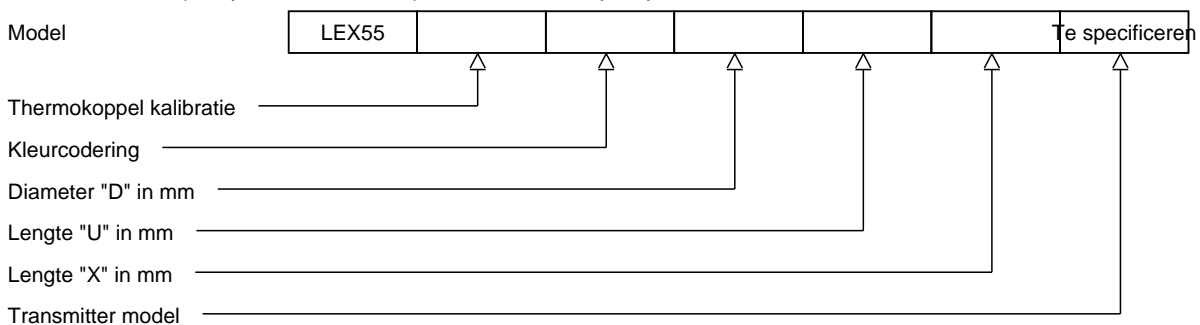 Model LEX55 Te specificeren
Thermokoppel kalibratie
Kleurcodering
Diameter "D" in mm
Lengte "U" in mm
Lengte "X" in mm
Transmitter model